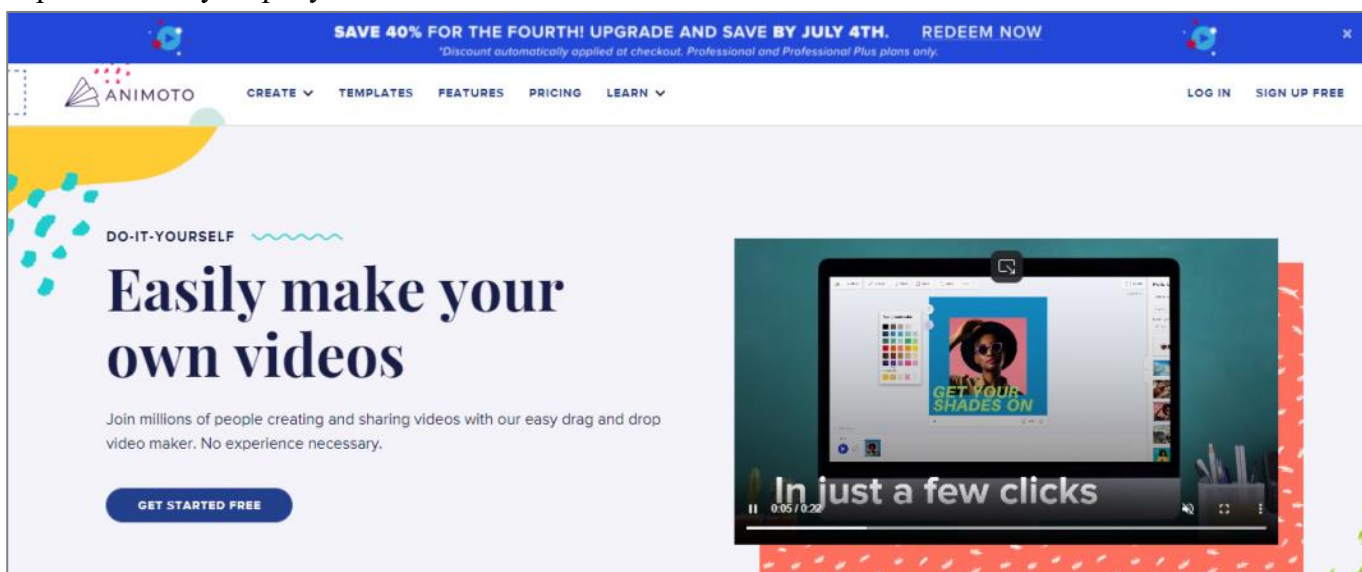 SAVE 40% FOR THE FOURTH! UPGRADE AND SAVE BY JULY 4TH. REDEEM NOW
*Discount automatically applied at checkout. Professional and Professional Plus plans only.
×
ANIMOTO
CREATE
TEMPLATES
FEATURES
PRICING
LEARN
LOG IN
SIGN UP FREE
DO-IT-YOURSELF
Easily make your
own videos
Join millions of people creating and sharing videos with our easy drag and drop
video maker. No experience necessary.
GET STARTED FREE
GET YOUR
SHADES ON
In just a few clicks
0:05 / 0:22